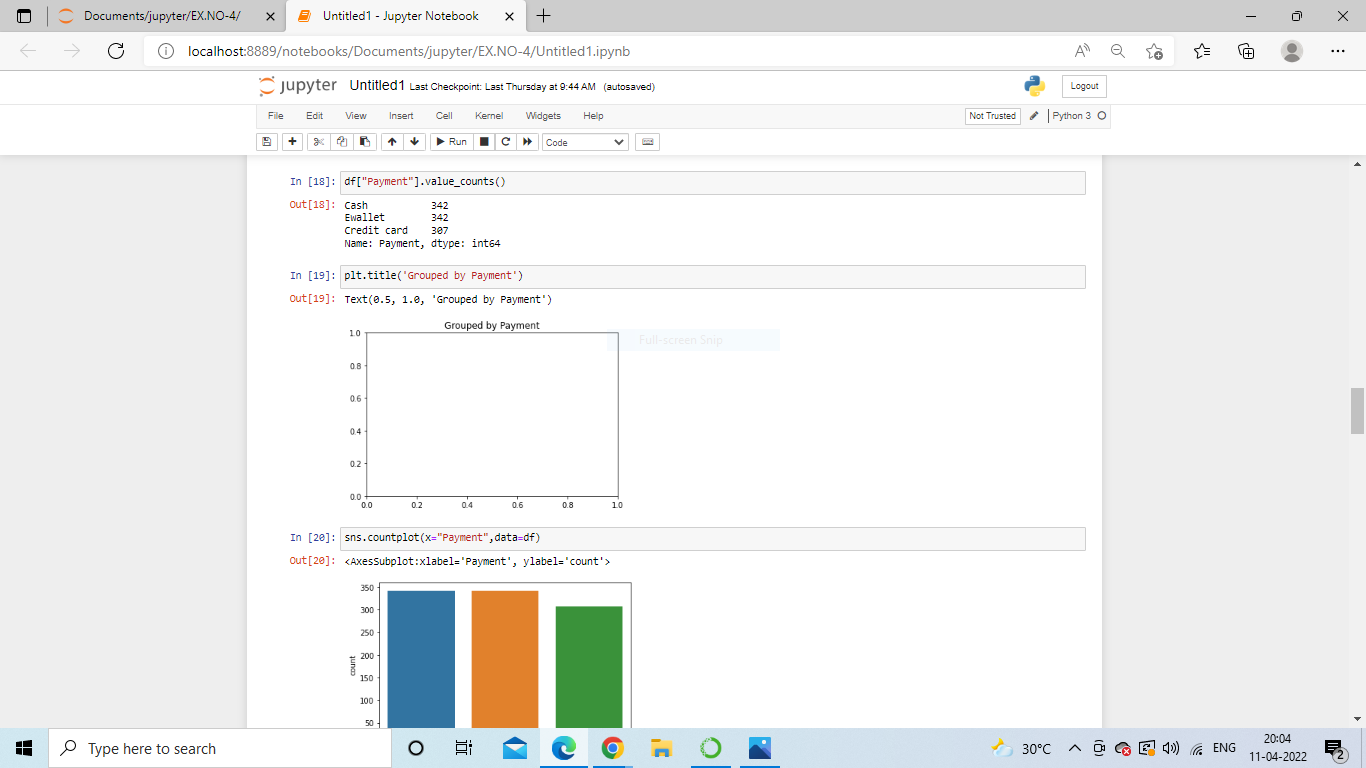 Documents/jupyter/EX.NO-4/
Untitled1 - Jupyter Notebook
localhost:8889/notebooks/Documents/jupyter/EX.NO-4/Untitled1.ipynb
jupyter Untitled1 Last Checkpoint: Last Thursday at 9:44 AM (autosaved)
Logout
File Edit View Insert Cell Kernel Widgets Help
Not Trusted
Python 3
Run
Code
In [18]: df["Payment"].value_counts()
Out[18]: Cash 342
Ewallet 342
Credit card 307
Name: Payment, dtype: int64
In [19]: plt.title('Grouped by Payment')
Out[19]: Text(0.5, 1.0, 'Grouped by Payment')
Grouped by Payment
Full-screen Snip
1.0
0.8
0.6
0.4
0.2
0.0
0.0 0.2 0.4 0.6 0.8 1.0
In [20]: sns.countplot(x="Payment",data=df)
Out[20]: <AxesSubplot:xlabel='Payment', ylabel='count'>
350
300
250
200
150
100
50
count
Type here to search
30°C
ENG
20:04
11-04-2022
2